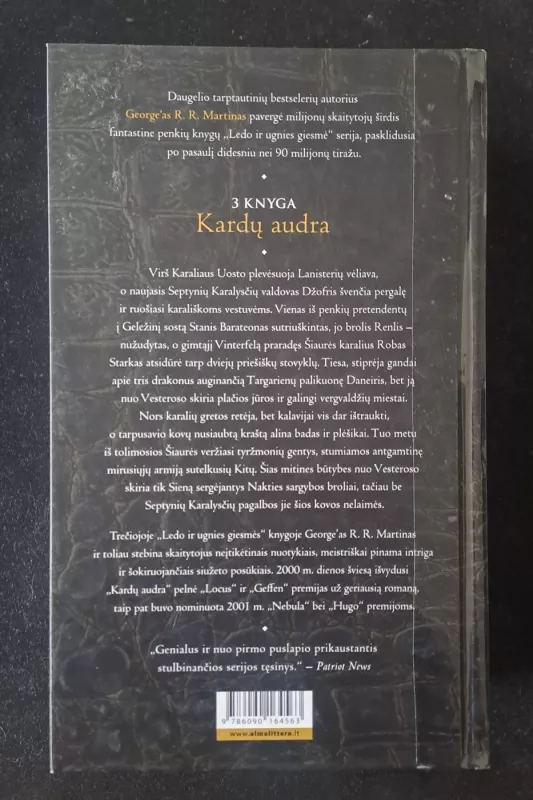 Daugelio tarptautinių bestselerių autorius
George'as R. R. Martinas pavergė milijonų skaitytojų širdis
fantastine penkių knygų „Ledo ir ugnies giesmė“ serija, pasklidusia
po pasaulį didesniu nei 90 milijonų tiražu.
3 KNYGA
Kardų audra
Virš Karaliaus Uosto plevėsuoja Lanisterių vėliava,
o naujasis Septynių Karalysčių valdovas Džofris švenčia pergalę
ir ruošiasi karališkoms vestuvėms. Vienas iš penkių pretendentų
į Geležinį sostą Stanis Barateonas sutriuškintas, jo brolis Renlis –
nužudytas, o gimtąjį Vinterfelą praradęs Šiaurės karalius Robas
Starkas atsidūrė tarp dviejų priešiškų stovyklų. Tiesa, stiprėja gandai
apie tris drakonus auginančią Targarienų palikuonę Daneiris, bet ją
nuo Vesteroso skiria plačios jūros ir galingi vergvaldžių miestai.
Nors karalių gretos retėja, bet kalavijai vis dar ištraukti,
o tarpusavio kovų nusiaubtą kraštą alina badas ir plėšikai. Tuo metu
iš tolimosios Šiaurės veržiasi tyržmonių gentys, stumiamos antgamtinę
mirusiųjų armiją sutelkusių Kitų. Šias mitines būtybes nuo Vesteroso
skiria tik Sieną sergėjantys Nakties sargybos broliai, tačiau be
Septynių Karalysčių pagalbos jie šios kovos nelaimės.
Trečiojoje „Ledo ir ugnies giesmės“ knygoje George'as R. R. Martinas
ir toliau stebina skaitytojus neįtikėtinais nuotykiais, meistriškai pinama intriga
ir šokiruojančiais siužeto posūkiais. 2000 m. dienos šviesą išvydusi
„Kardų audra“ pelnė „Locus“ ir „Geffen“ premijas už geriausią romaną,
taip pat buvo nominuota 2001 m. „Nebula“ bei „Hugo“ premijoms.
„Genialus ir nuo pirmo puslapio prikaustantis
stulbinančios serijos tęsinys.“ – Patriot News
9 786090 164563
www.almalittera.lt